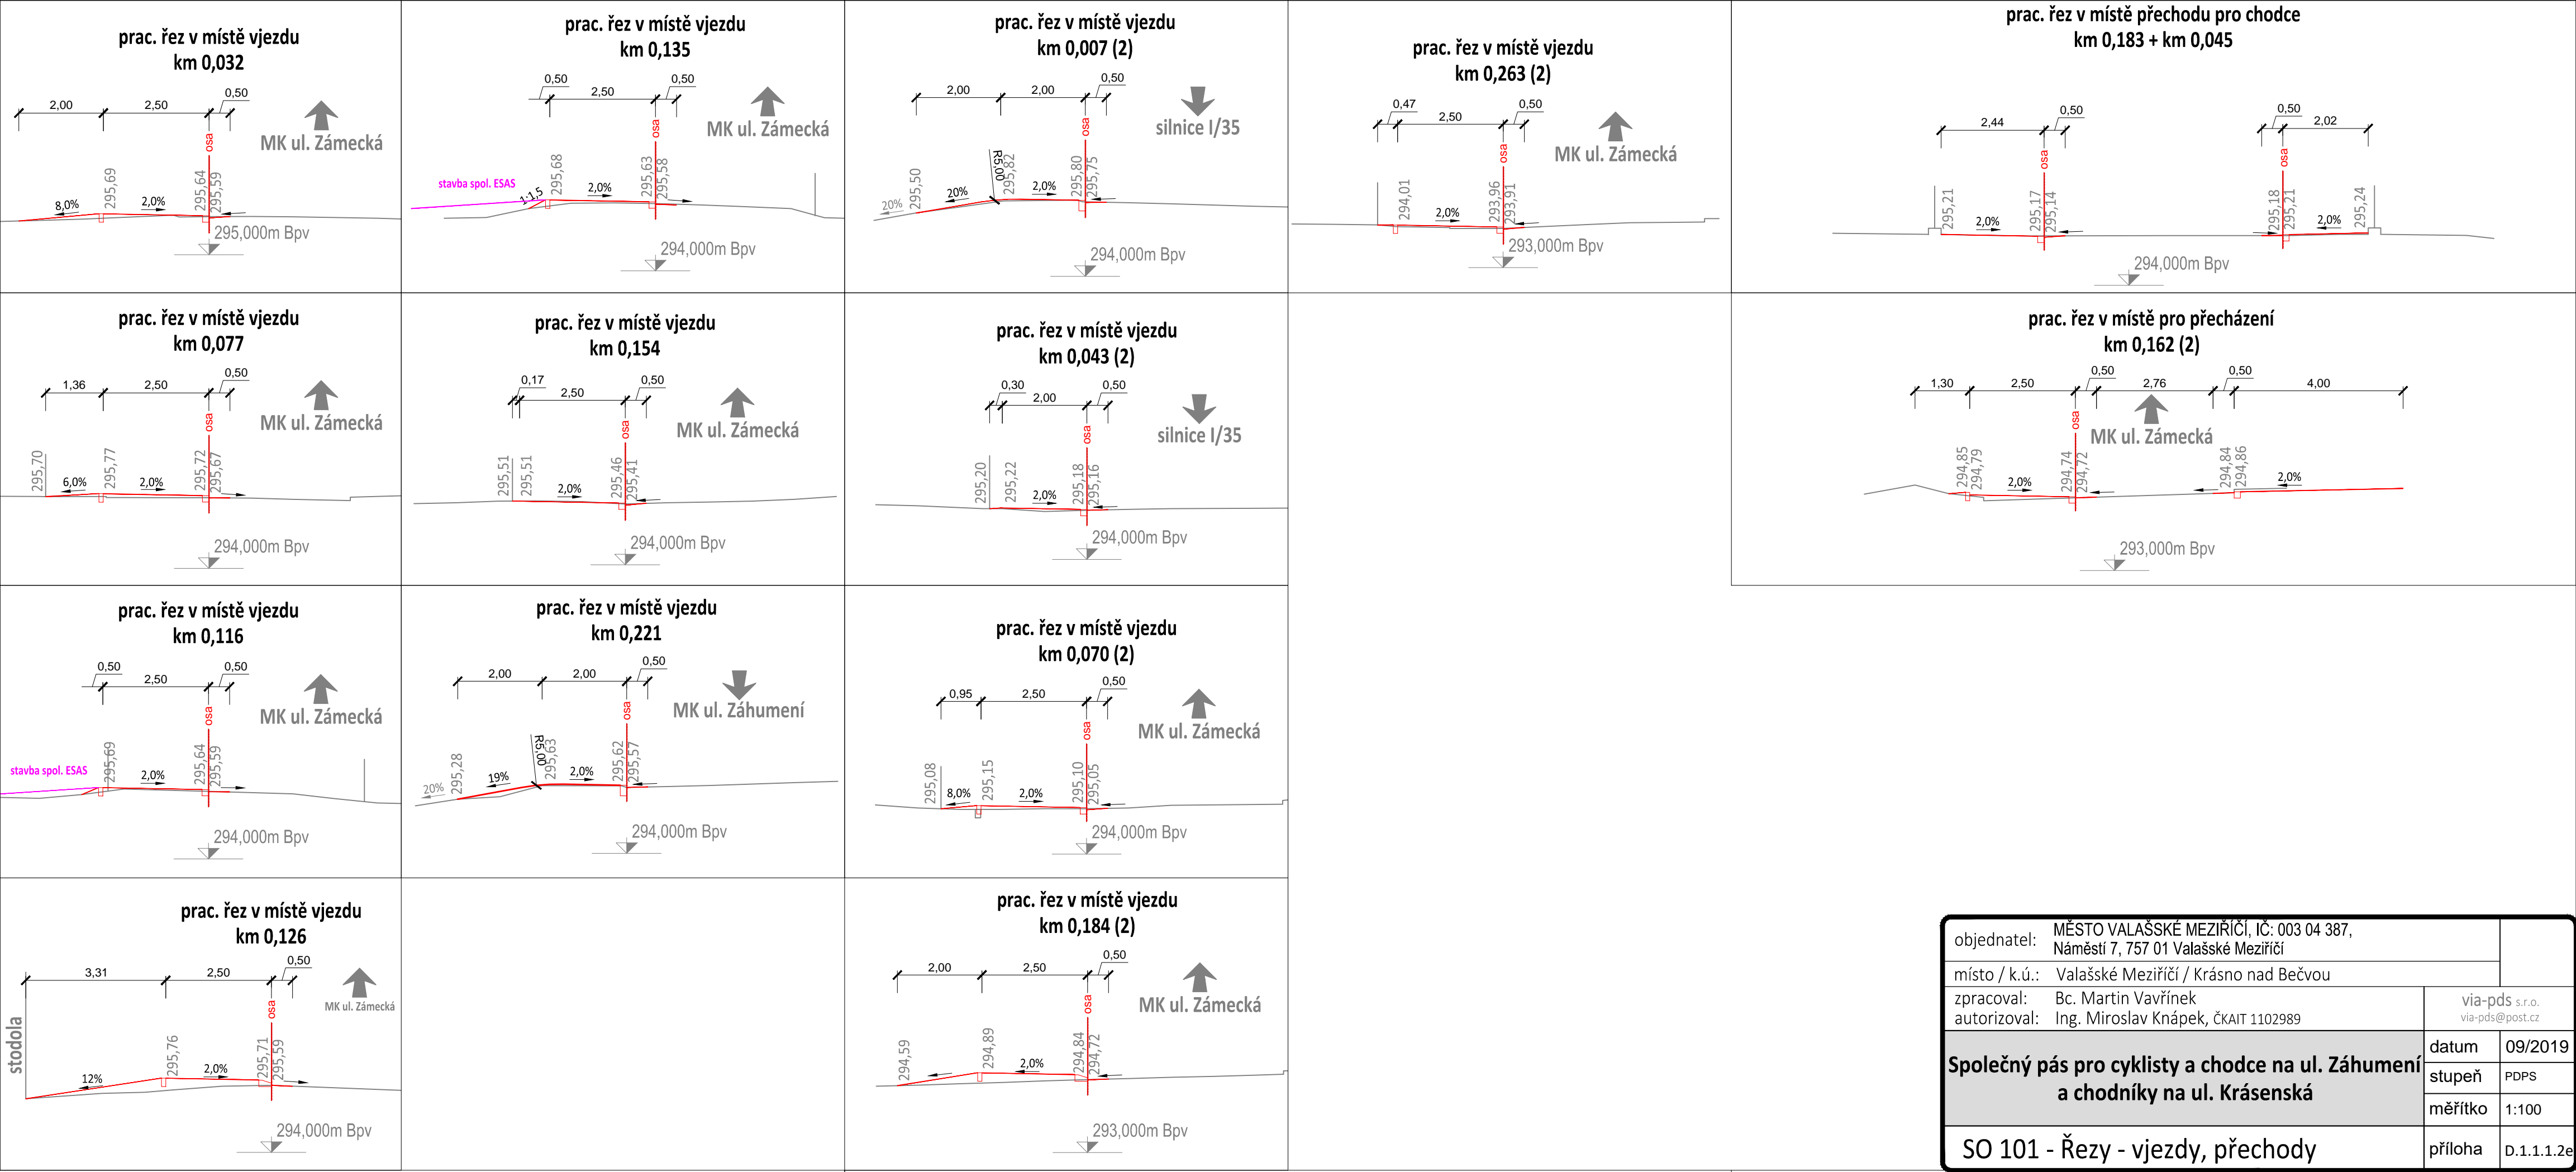 prac. řez v místě vjezdu
km 0,032
2,00 2,50 0,50
osa
MK ul. Zámecká
295,69 295,64 295,59
8,0% 2,0%
295,000m Bpv
prac. řez v místě vjezdu
km 0,135
0,50 2,50 0,50
osa
MK ul. Zámecká
stavba spol. ESAS
1:1,5
295,68 295,63 295,58
2,0%
294,000m Bpv
prac. řez v místě vjezdu
km 0,007 (2)
2,00 2,00 0,50
osa
silnice I/35
295,50 R5,00 295,82 295,80 295,75
20% 20% 2,0%
294,000m Bpv
prac. řez v místě vjezdu
km 0,263 (2)
0,47 2,50 0,50
osa
MK ul. Zámecká
294,01 293,96 293,91
2,0%
293,000m Bpv
prac. řez v místě přechodu pro chodce
km 0,183 + km 0,045
2,44 0,50 0,50 2,02
osa osa
295,21 295,17 295,14 295,18 295,21 295,24
2,0% 2,0%
294,000m Bpv
prac. řez v místě vjezdu
km 0,077
1,36 2,50 0,50
osa
MK ul. Zámecká
295,70 295,77 295,72 295,67
6,0% 2,0%
294,000m Bpv
prac. řez v místě vjezdu
km 0,154
0,17 2,50 0,50
osa
MK ul. Zámecká
295,51 295,51 295,46 295,41
2,0%
294,000m Bpv
prac. řez v místě vjezdu
km 0,043 (2)
0,30 2,00 0,50
osa
silnice I/35
295,20 295,22 295,18 295,16
2,0%
294,000m Bpv
prac. řez v místě pro přecházení
km 0,162 (2)
1,30 2,50 0,50 2,76 0,50 4,00
osa
MK ul. Zámecká
294,85 294,79 294,74 294,72 294,84 294,86
2,0% 2,0%
293,000m Bpv
prac. řez v místě vjezdu
km 0,116
0,50 2,50 0,50
osa
MK ul. Zámecká
stavba spol. ESAS
295,69 295,64 295,59
2,0%
294,000m Bpv
prac. řez v místě vjezdu
km 0,221
2,00 2,00 0,50
osa
MK ul. Záhumení
295,28 R5,00 295,63 295,62 295,57
20% 19% 2,0%
294,000m Bpv
prac. řez v místě vjezdu
km 0,070 (2)
0,95 2,50 0,50
osa
MK ul. Zámecká
295,08 295,15 295,10 295,05
8,0% 2,0%
294,000m Bpv
prac. řez v místě vjezdu
km 0,126
3,31 2,50 0,50
osa
MK ul. Zámecká
stodola
295,76 295,71 295,59
12% 2,0%
294,000m Bpv
prac. řez v místě vjezdu
km 0,184 (2)
2,00 2,50 0,50
osa
MK ul. Zámecká
294,59 294,89 294,84 294,72
2,0%
293,000m Bpv
objednatel: MĚSTO VALAŠSKÉ MEZIŘÍČÍ, IČ: 003 04 387,
Náměstí 7, 757 01 Valašské Meziříčí
místo / k.ú.: Valašské Meziříčí / Krásno nad Bečvou
zpracoval: Bc. Martin Vavřínek
autorizoval: Ing. Miroslav Knápek, ČKAIT 1102989
via-pds s.r.o.
via-pds@post.cz
Společný pás pro cyklisty a chodce na ul. Záhumení
a chodníky na ul. Krásenská
datum 09/2019
stupeň PDPS
měřítko 1:100
SO 101 - Řezy - vjezdy, přechody
příloha D.1.1.1.2e